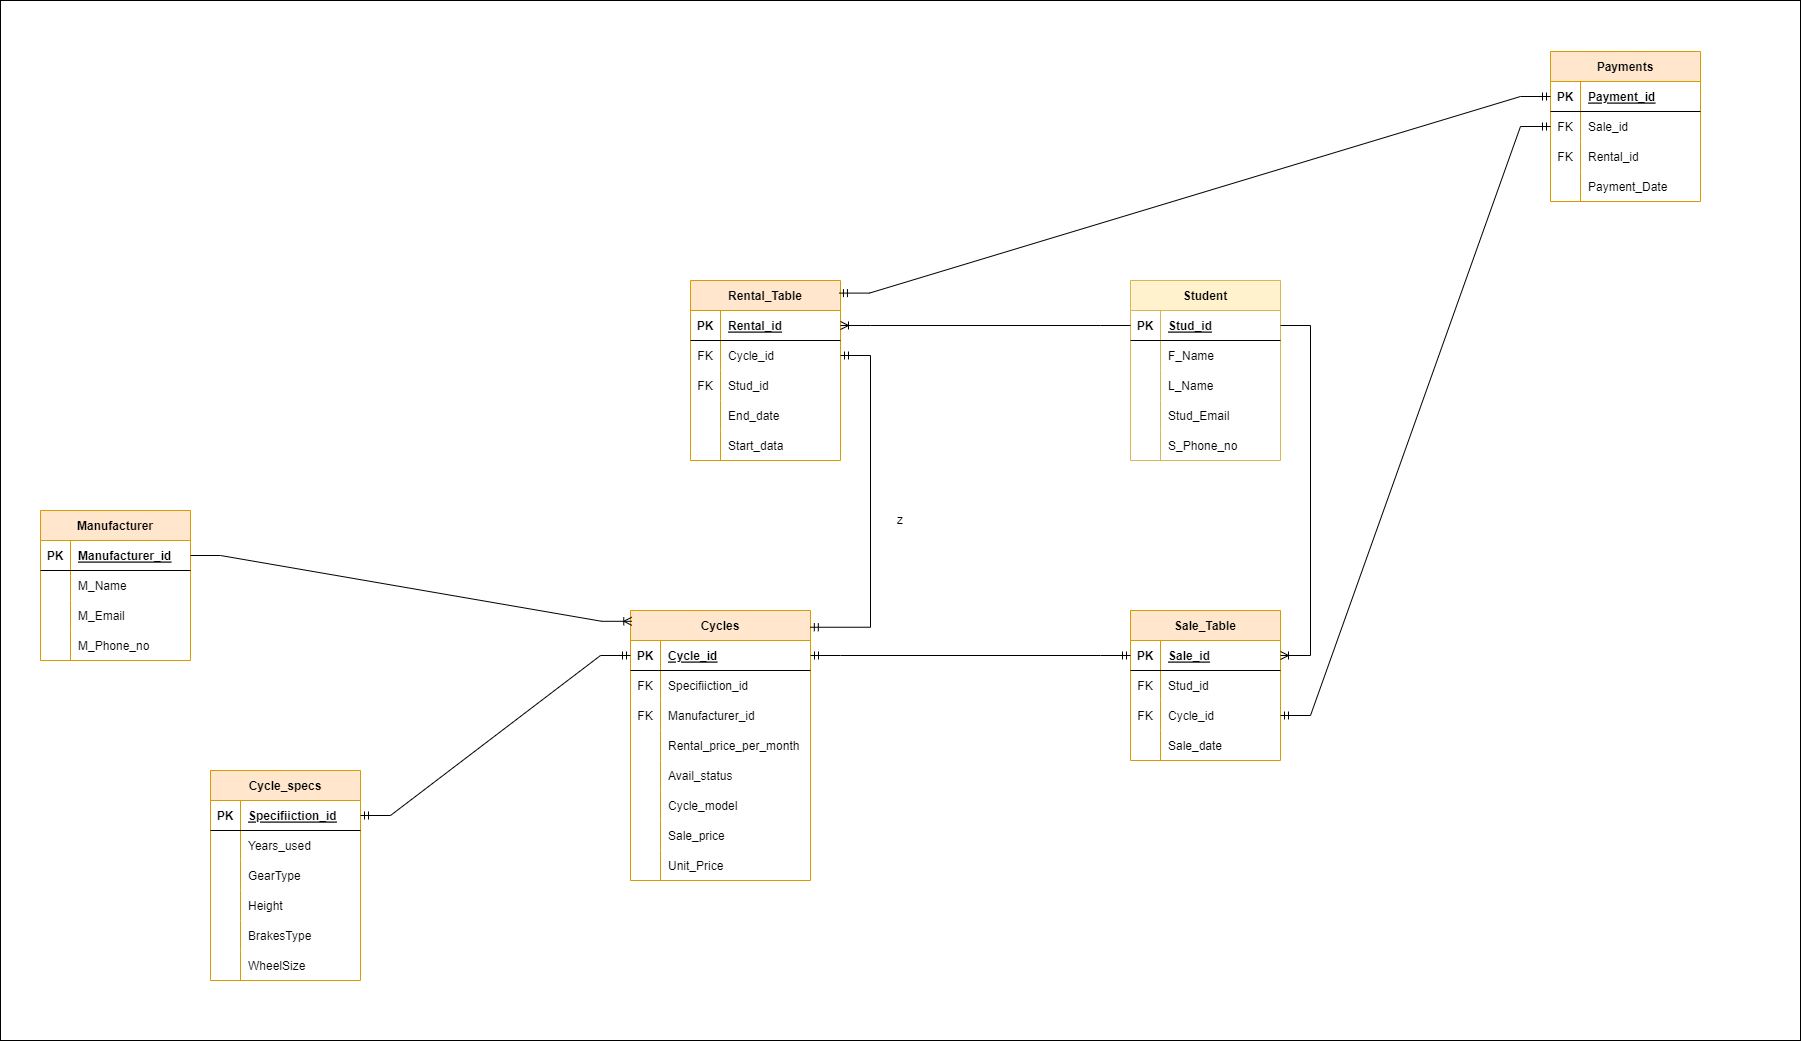 Payments
PK Payment_id
FK Sale_id
FK Rental_id
Payment_Date
Rental_Table
PK Rental_id
FK Cycle_id
FK Stud_id
End_date
Start_data
Student
PK Stud_id
F_Name
L_Name
Stud_Email
S_Phone_no
z
Manufacturer
PK Manufacturer_id
M_Name
M_Email
M_Phone_no
Cycles
PK Cycle_id
FK Specifiiction_id
FK Manufacturer_id
Rental_price_per_month
Avail_status
Cycle_model
Sale_price
Unit_Price
Sale_Table
PK Sale_id
FK Stud_id
FK Cycle_id
Sale_date
Cycle_specs
PK Specifiiction_id
Years_used
GearType
Height
BrakesType
WheelSize